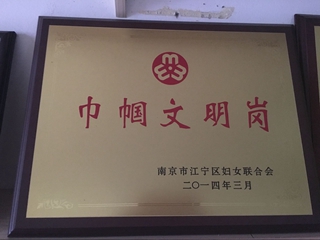 巾帼文明岗
南京市江宁区妇女联合会
二〇一四年三月